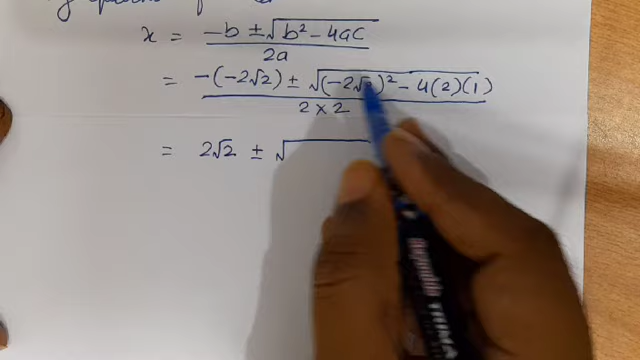 x = -b ± √b² - 4ac
2a
= -(-2√2) ± √(-2√2)² - 4(2)(1)
2 × 2
= 2√2 ± √